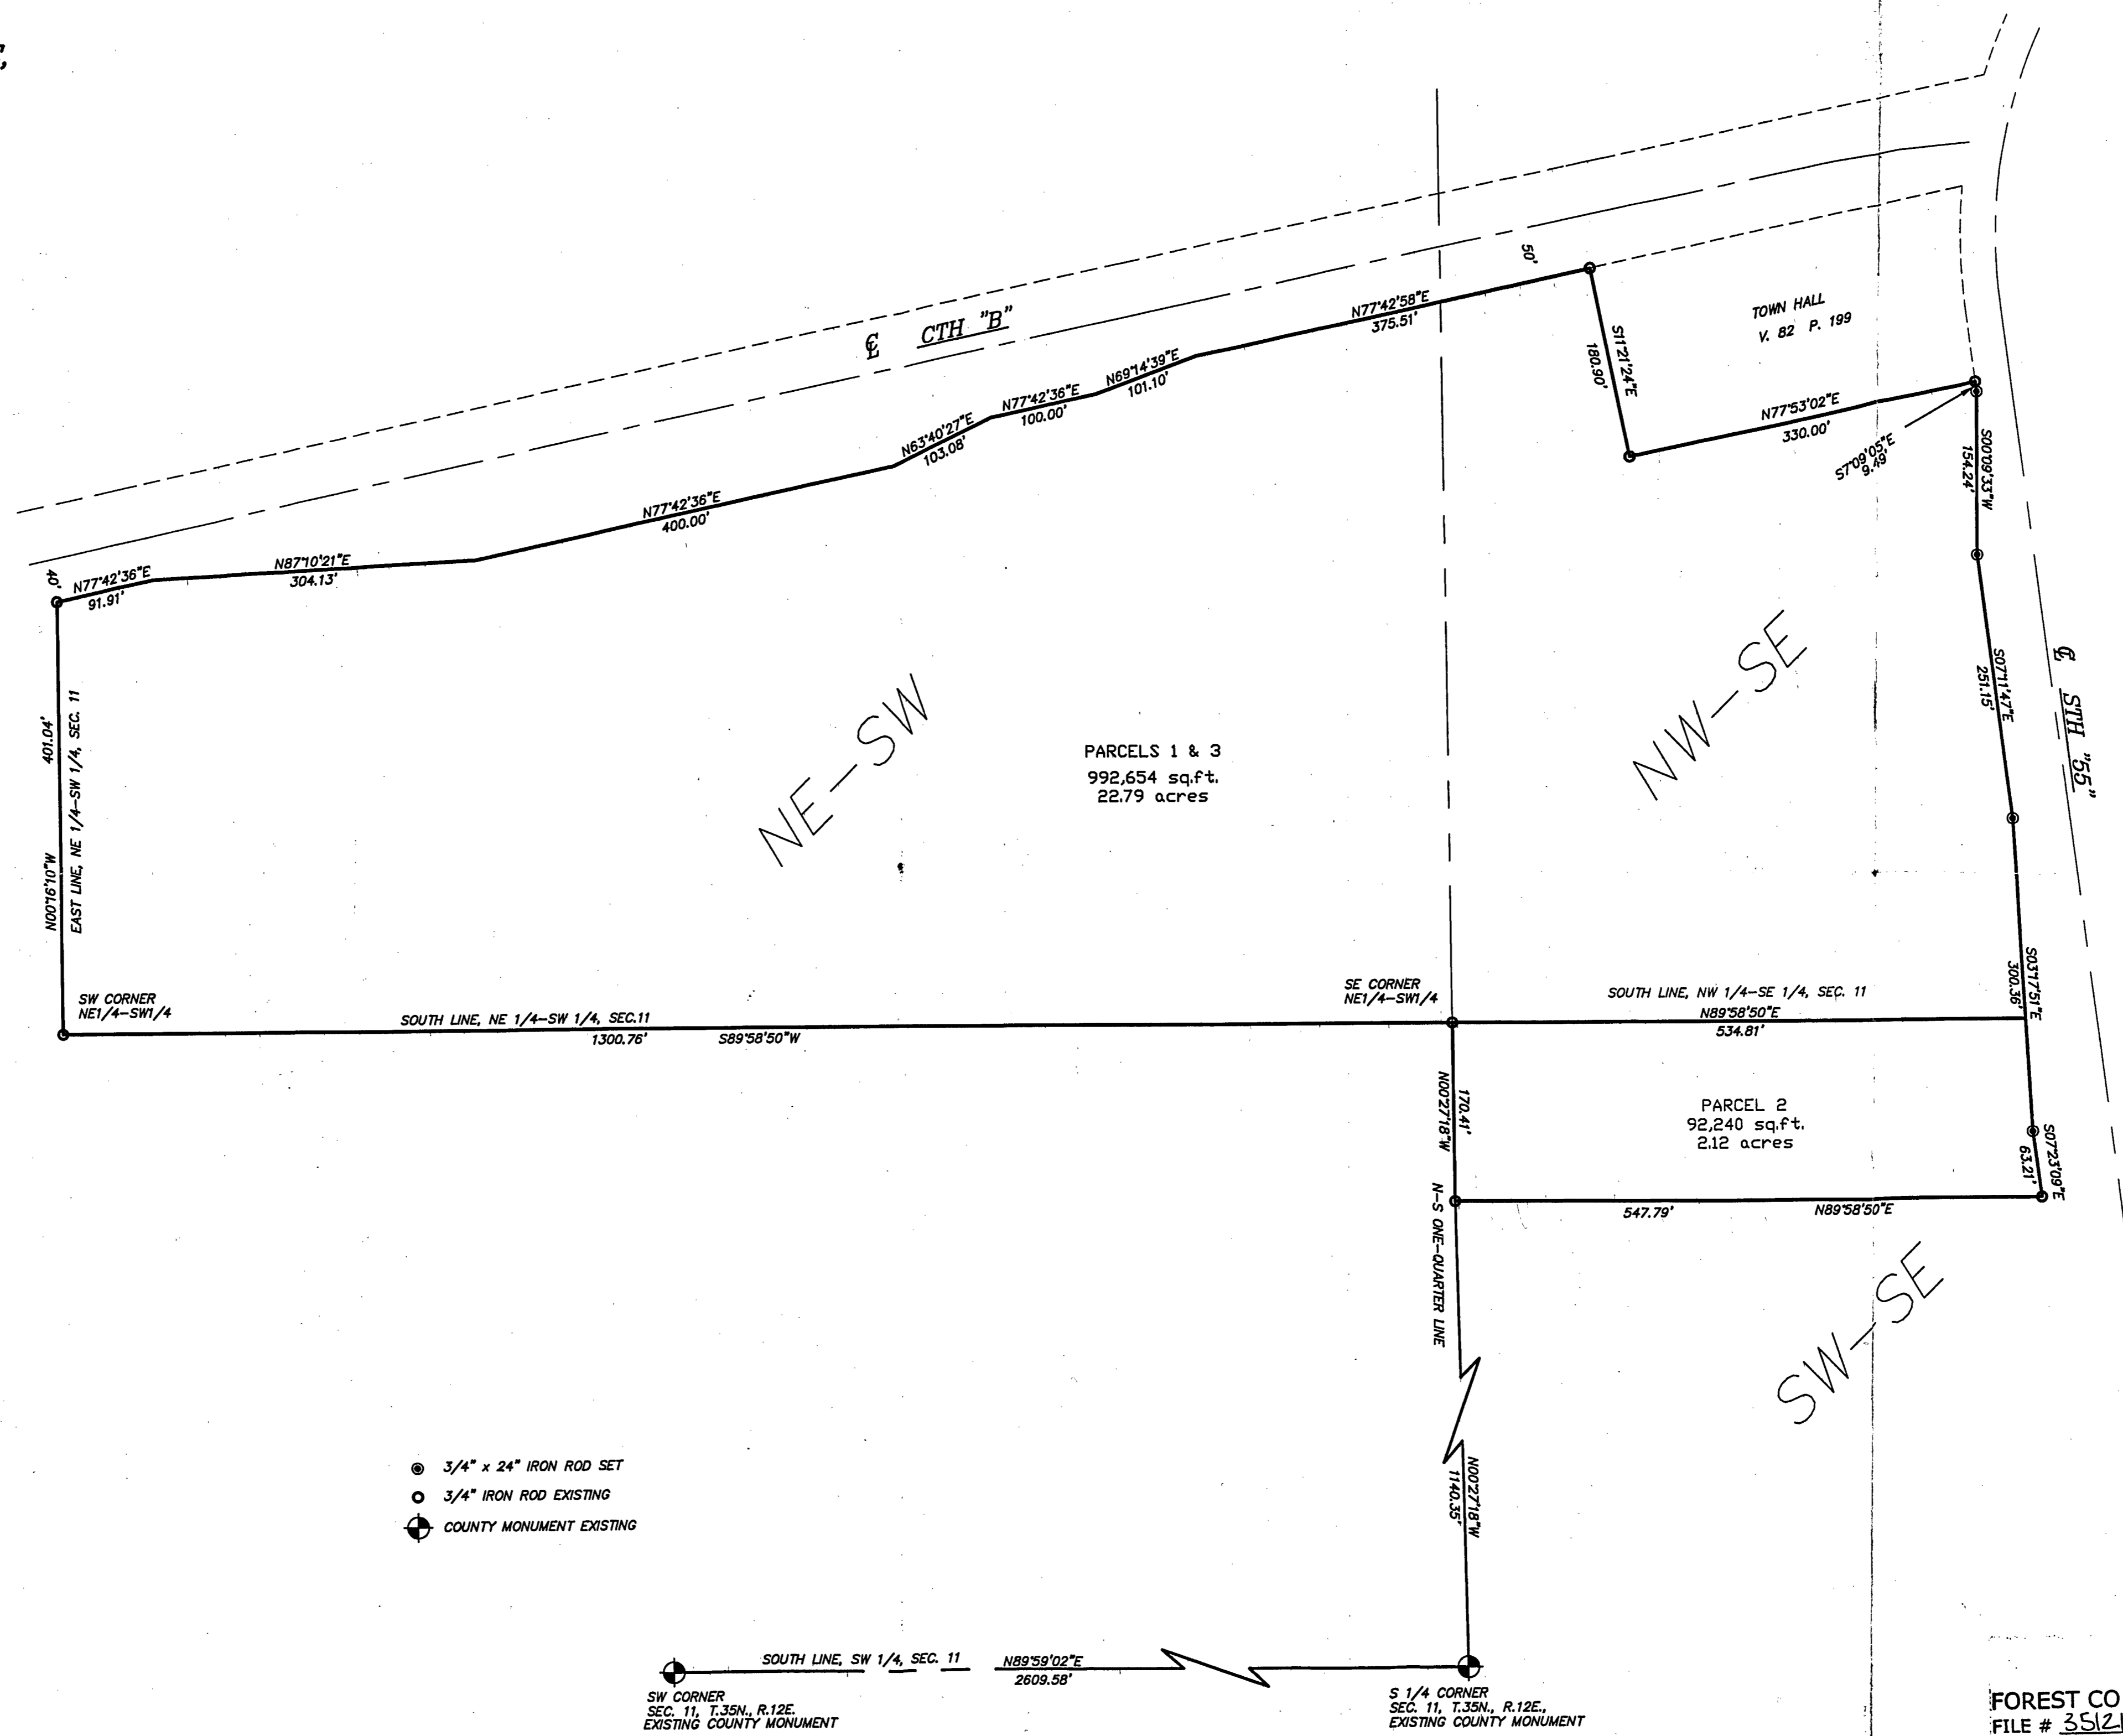 CL CTH "B"
50'
N77°42'58"E
375.51'
TOWN HALL
V. 82 P. 199
S11°21'24"E
180.90'
N69°14'39"E
101.10'
N77°42'36"E
100.00'
N63°40'27"E
103.08'
N77°53'02"E
330.00'
S7°09'05"E
9.49'
S00°09'33"W
154.24'
N77°42'36"E
400.00'
N87°10'21"E
304.13'
40'
N77°42'36"E
91.91'
S07°11'47"E
251.15'
CL STH "55"
NE-SW
NW-SE
401.04'
N00°16'10"W
EAST LINE, NE 1/4-SW 1/4, SEC. 11
PARCELS 1 & 3
992,654 sq.ft.
22.79 acres
SW CORNER
NE1/4-SW1/4
SOUTH LINE, NE 1/4-SW 1/4, SEC.11
1300.76' S89°58'50"W
SE CORNER
NE1/4-SW1/4
SOUTH LINE, NW 1/4-SE 1/4, SEC. 11
N89°58'50"E
534.81'
S03°17'51"E
300.36'
170.41'
N00°27'18"W
PARCEL 2
92,240 sq.ft.
2.12 acres
S07°23'09"E
63.21'
547.79' N89°58'50"E
N-S ONE-QUARTER LINE
SW-SE
3/4" x 24" IRON ROD SET
3/4" IRON ROD EXISTING
COUNTY MONUMENT EXISTING
N00°27'18"W
1140.35'
SOUTH LINE, SW 1/4, SEC. 11
N89°59'02"E
2609.58'
SW CORNER
SEC. 11, T.35N., R.12E.
EXISTING COUNTY MONUMENT
S 1/4 CORNER
SEC. 11, T.35N., R.12E.,
EXISTING COUNTY MONUMENT
FOREST CO
FILE # 3512